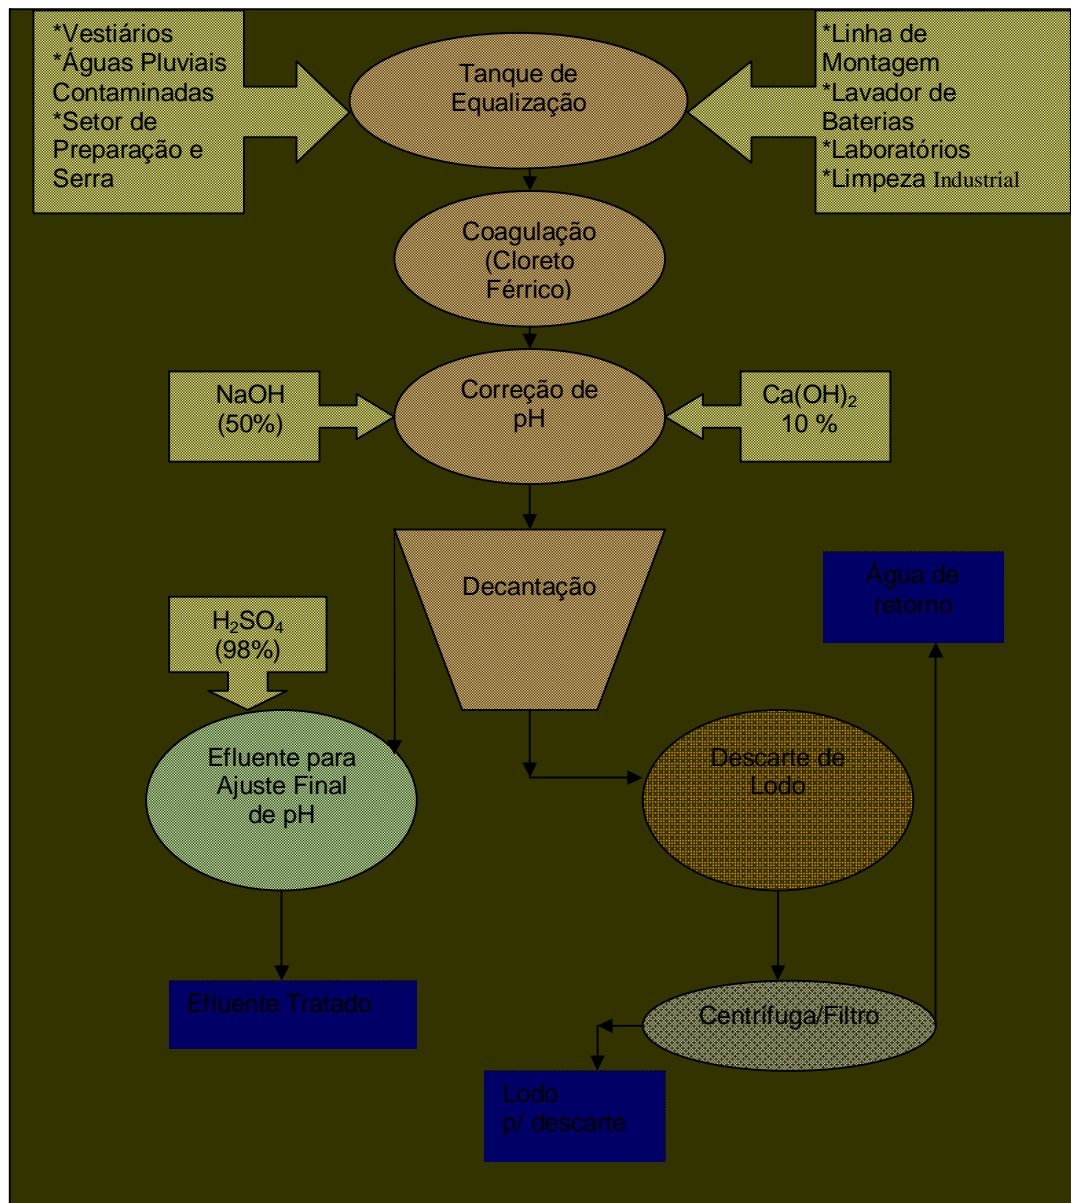 *Vestiários
*Águas Pluviais
Contaminadas
*Setor de
Preparação e
Serra
Tanque de
Equalização
*Linha de
Montagem
*Lavador de
Baterias
*Laboratórios
*Limpeza Industrial
Coagulação
(Cloreto
Férrico)
NaOH
(50%)
Correção de
pH
Ca(OH)₂
10 %
Decantação
Água de
retorno
H₂SO₄
(98%)
Efluente para
Ajuste Final
de pH
Descarte de
Lodo
Efluente Tratado
Centrífuga/Filtro
Lodo
p/ descarte